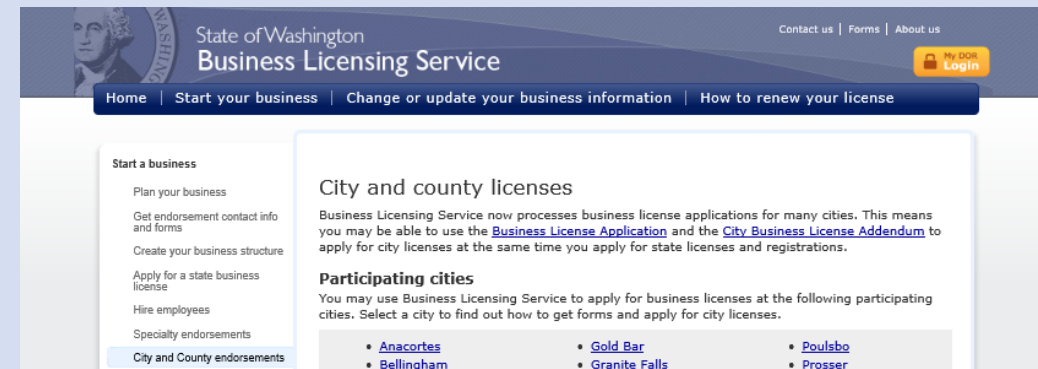 WASHIN
State of Washington
Business Licensing Service
Contact us | Forms | About us
My DOR
Login
Home | Start your business | Change or update your business information | How to renew your license
Start a business
Plan your business
Get endorsement contact info
and forms
Create your business structure
Apply for a state business
license
Hire employees
Specialty endorsements
City and County endorsements
City and county licenses
Business Licensing Service now processes business license applications for many cities. This means
you may be able to use the Business License Application and the City Business License Addendum to
apply for city licenses at the same time you apply for state licenses and registrations.
Participating cities
You may use Business Licensing Service to apply for business licenses at the following participating
cities. Select a city to find out how to get forms and apply for city licenses.
• Anacortes • Gold Bar • Poulsbo
• Bellingham • Granite Falls • Prosser